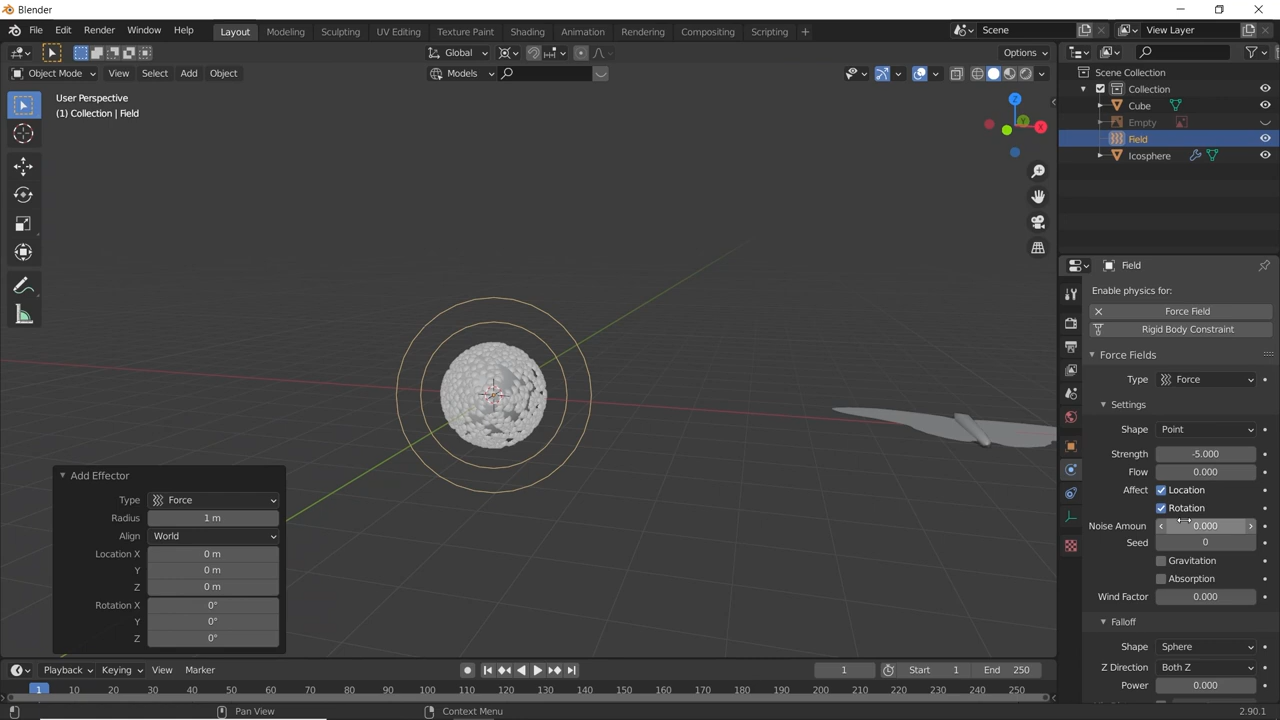 Blender
File Edit Render Window Help Layout Modeling Sculpting UV Editing Texture Paint Shading Animation Rendering Compositing Scripting + Scene View Layer
Global Options
Object Mode View Select Add Object Models
User Perspective
(1) Collection | Field
Z
Y
X
Scene Collection
Collection
Cube
Empty
Field
Icosphere
Field
Enable physics for:
Force Field
Rigid Body Constraint
Force Fields
Type Force
Settings
Shape Point
Strength -5.000
Flow 0.000
Affect Location
Rotation
Noise Amoun 0.000
Seed 0
Gravitation
Absorption
Wind Factor 0.000
Falloff
Shape Sphere
Z Direction Both Z
Power 0.000
Add Effector
Type Force
Radius 1 m
Align World
Location X 0 m
Y 0 m
Z 0 m
Rotation X 0°
Y 0°
Z 0°
Playback Keying View Marker 1 Start 1 End 250
1 10 20 30 40 50 60 70 80 90 100 110 120 130 140 150 160 170 180 190 200 210 220 230 240 250
Pan View Context Menu 2.90.1